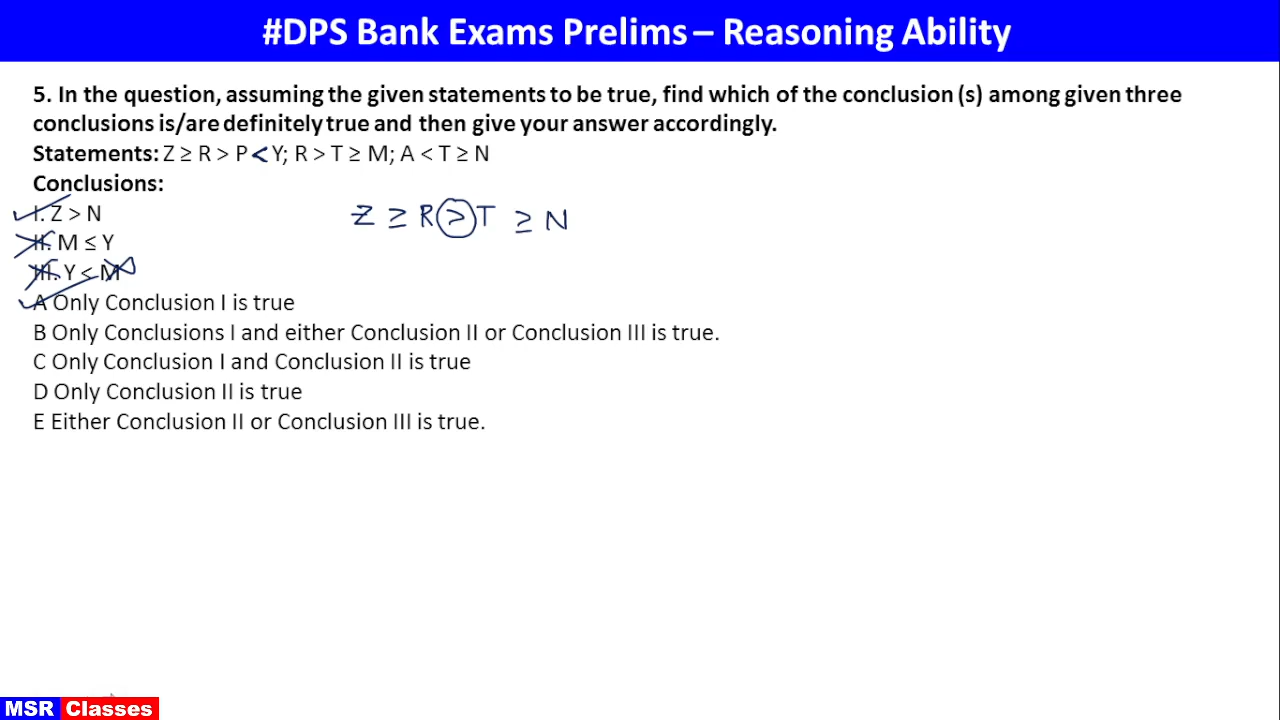 #DPS Bank Exams Prelims – Reasoning Ability
5. In the question, assuming the given statements to be true, find which of the conclusion (s) among given three
conclusions is/are definitely true and then give your answer accordingly.
Statements: Z ≥ R > P < Y; R > T ≥ M; A < T ≥ N
Conclusions:
I. Z > N
Z ≥ R > T ≥ N
II. M ≤ Y
III. Y < M
A Only Conclusion I is true
B Only Conclusions I and either Conclusion II or Conclusion III is true.
C Only Conclusion I and Conclusion II is true
D Only Conclusion II is true
E Either Conclusion II or Conclusion III is true.
MSR Classes